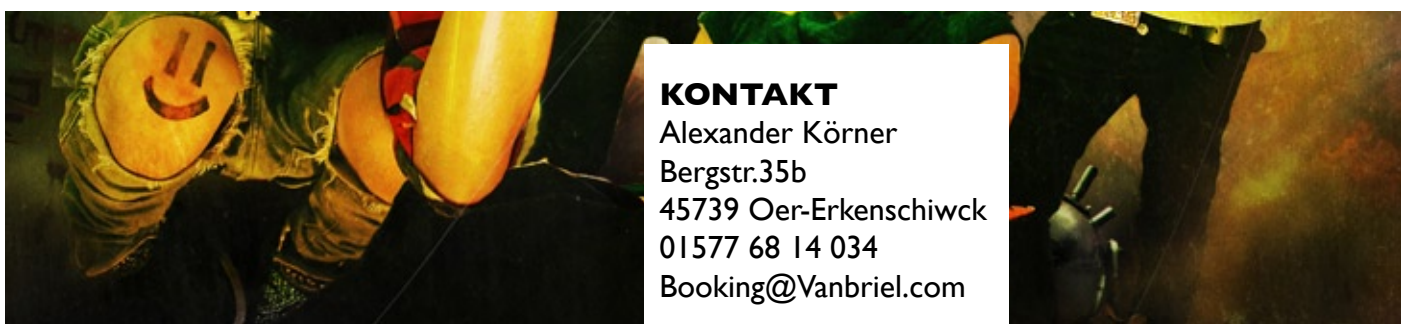 KONTAKT
Alexander Körner
Bergstr.35b
45739 Oer-Erkenschiwck
01577 68 14 034
Booking@Vanbriel.com